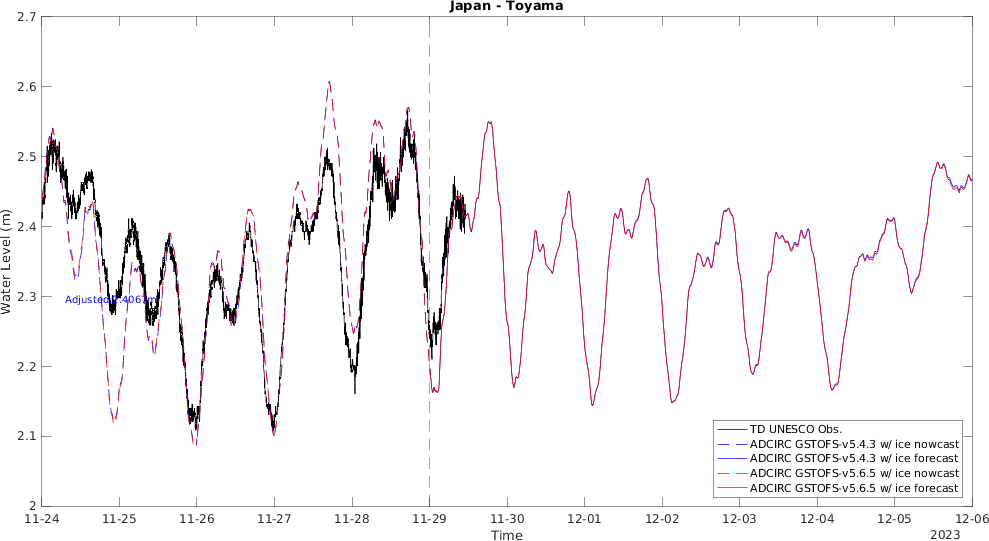 Japan - Toyama
Water Level (m)
2.7
2.6
2.5
2.4
2.3
2.2
2.1
2
Adjusted:2.4067m
TD UNESCO Obs.
ADCIRC GSTOFS-v5.4.3 w/ ice nowcast
ADCIRC GSTOFS-v5.4.3 w/ ice forecast
ADCIRC GSTOFS-v5.6.5 w/ ice nowcast
ADCIRC GSTOFS-v5.6.5 w/ ice forecast
11-24 11-25 11-26 11-27 11-28 11-29 11-30 12-01 12-02 12-03 12-04 12-05 12-06
Time
2023